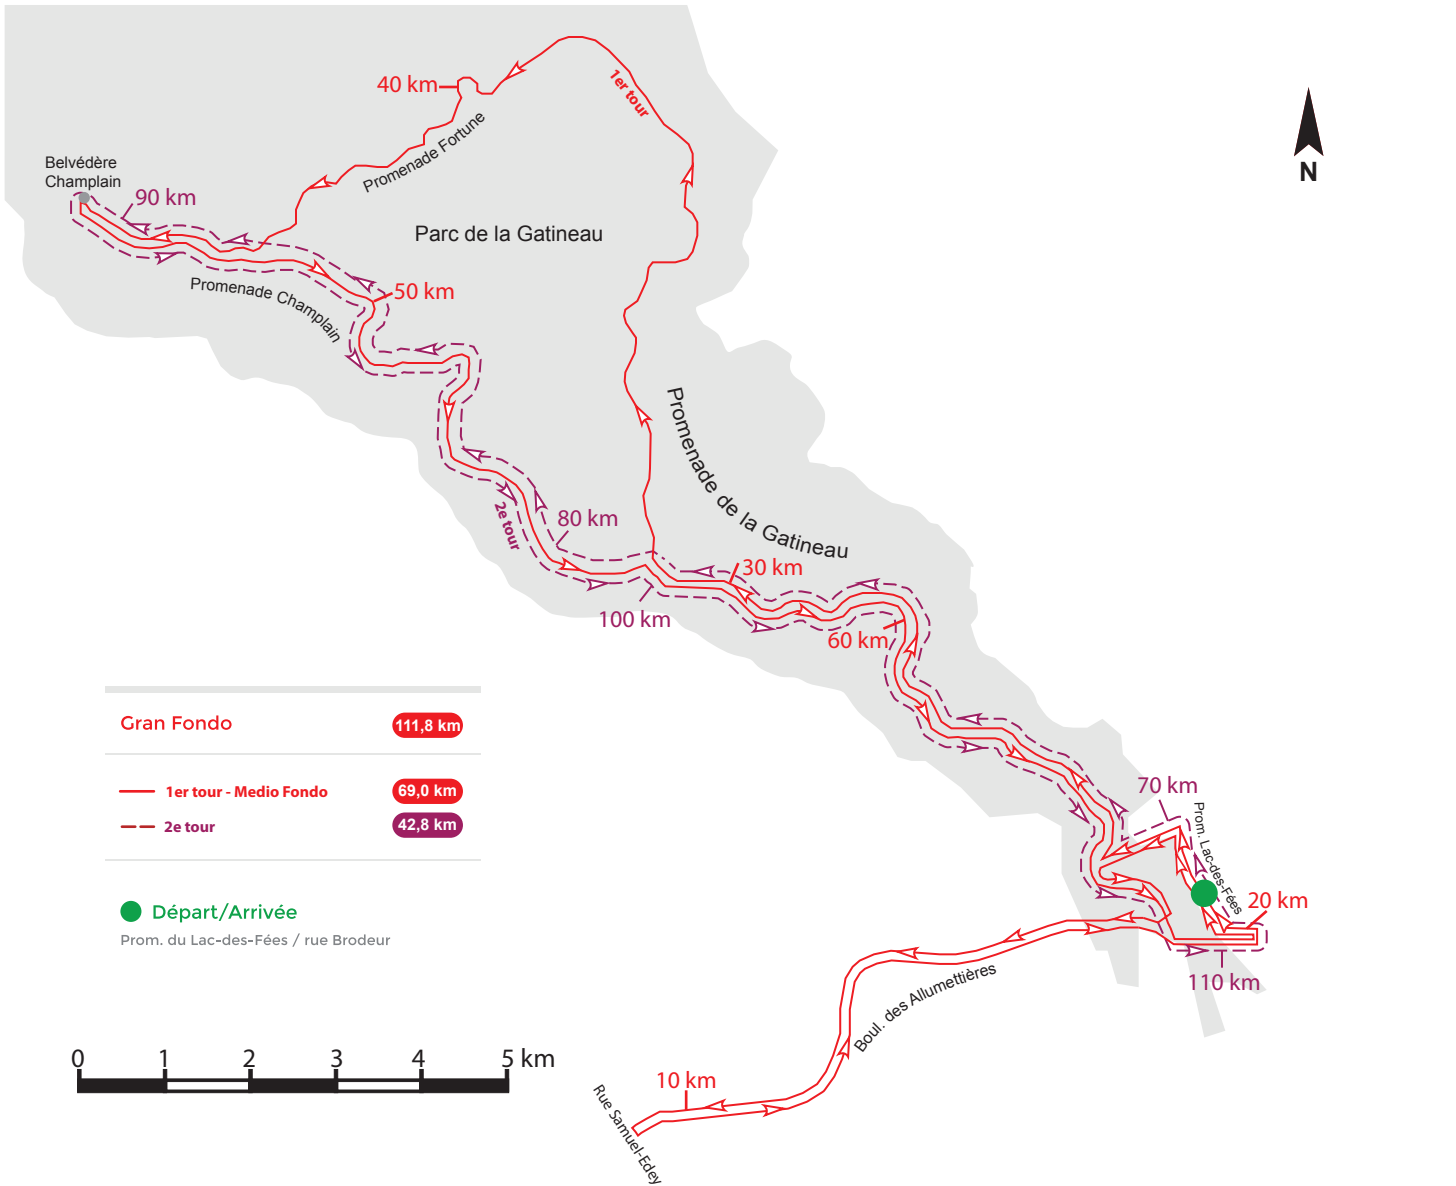 1er tour
40 km
Promenade Fortune
N
Belvédère
Champlain
90 km
Parc de la Gatineau
Promenade Champlain
50 km
Promenade de la Gatineau
2e tour
80 km
30 km
100 km
60 km
Gran Fondo
111,8 km
1er tour - Medio Fondo
69,0 km
2e tour
42,8 km
Départ/Arrivée
Prom. du Lac-des-Fées / rue Brodeur
70 km
Prom. Lac-des-Fées
20 km
110 km
Boul. des Allumettières
10 km
Rue Samuel-Edey
0 1 2 3 4 5 km